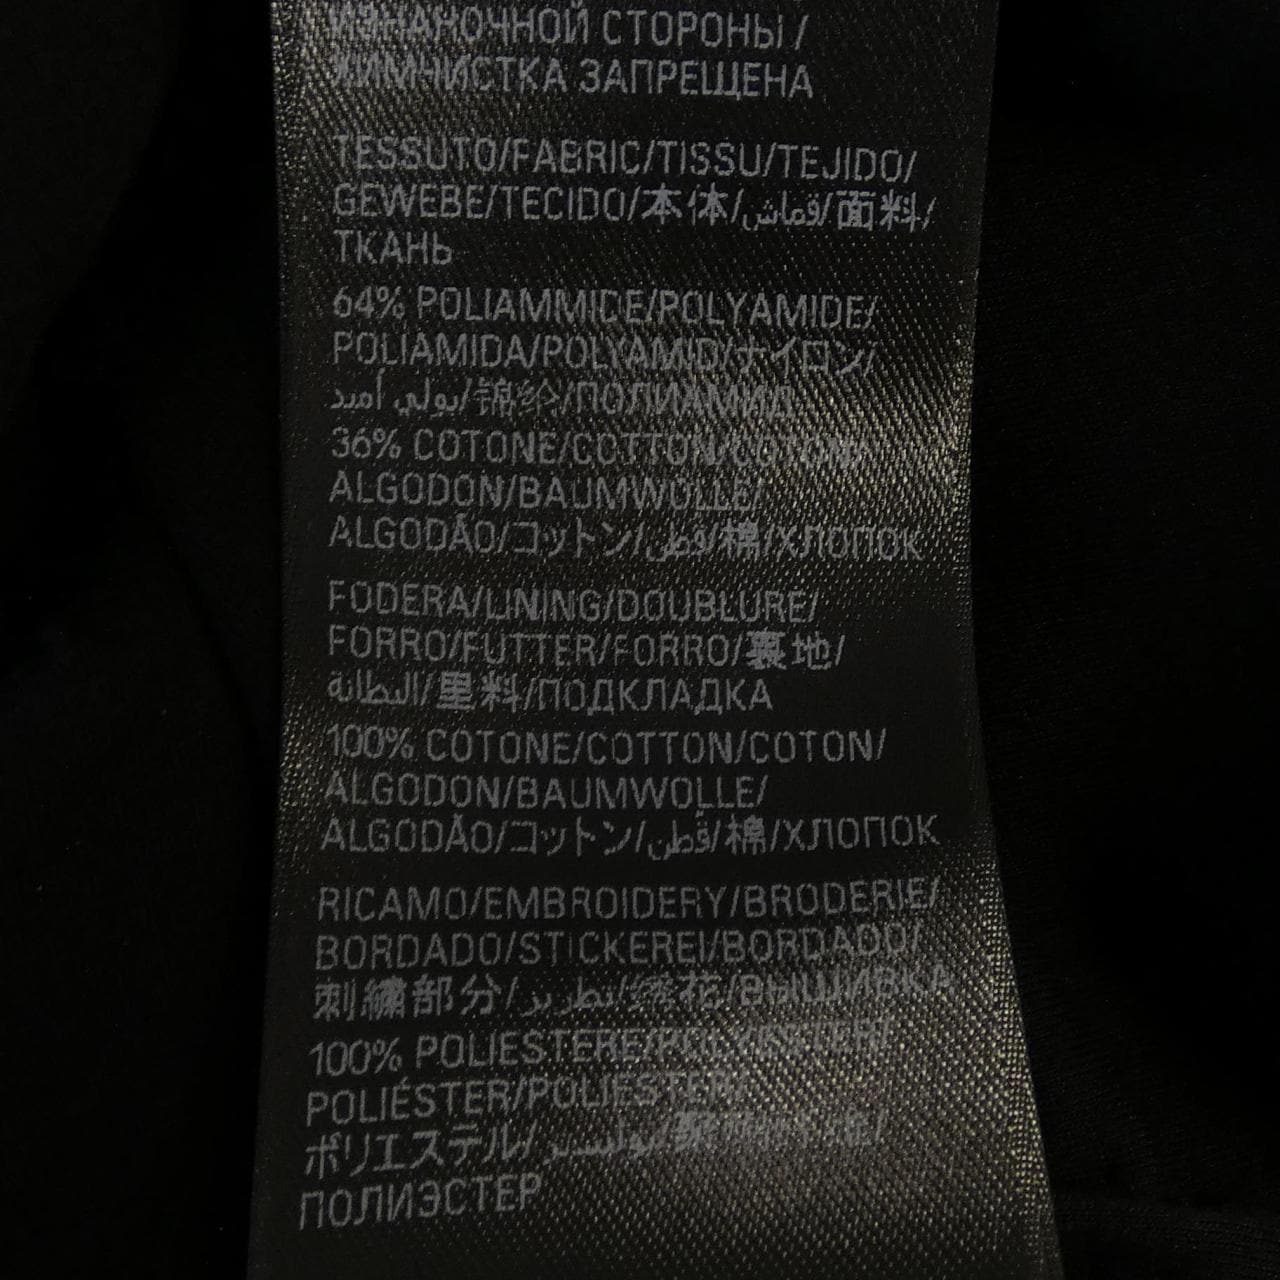 ИЗНАНОЧНОЙ СТОРОНЫ /
ХИМЧИСТКА ЗАПРЕЩЕНА
TESSUTO/FABRIC/TISSU/TEJIDO/
GEWEBE/TECIDO/本体/قماش/面料/
ТКАНЬ
64% POLIAMMIDE/POLYAMIDE/
POLIAMIDA/POLYAMID/ナイロン/
بولي أميد/锦纶/ПОЛИАМИД
36% COTONE/COTTON/COTON/
ALGODON/BAUMWOLLE/
ALGODÃO/コットン/قطن/棉/ХЛОПОК
FODERA/LINING/DOUBLURE/
FORRO/FUTTER/FORRO/裏地/
البطانة/里料/ПОДКЛАДКА
100% COTONE/COTTON/COTON/
ALGODON/BAUMWOLLE/
ALGODÃO/コットン/قطن/棉/ХЛОПОК
RICAMO/EMBROIDERY/BRODERIE/
BORDADO/STICKEREI/BORDADO/
刺繍部分/تطريز/绣花/ВЫШИВКА
100% POLIESTERE/POLYESTER/
POLIÉSTER/POLIESTER/
ポリエステル/بوليستر/
ПОЛИЭСТЕР